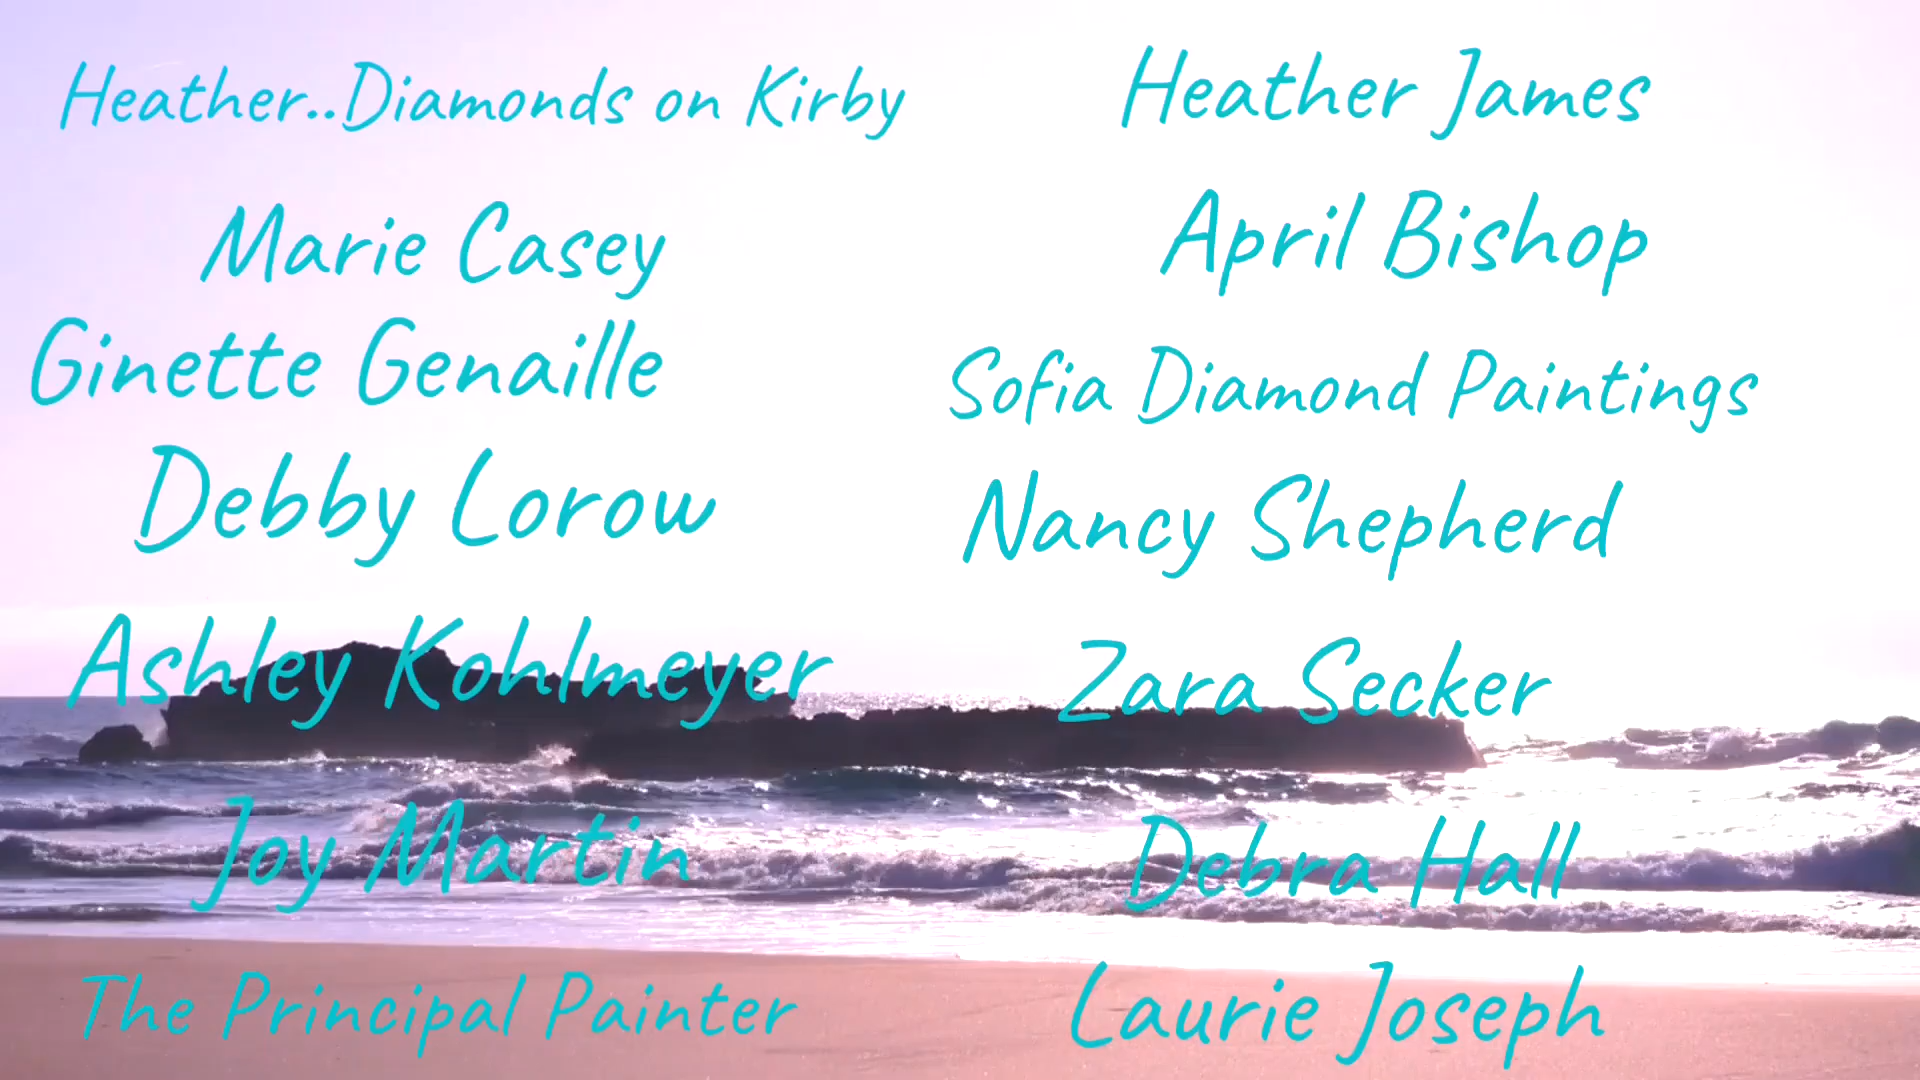 Heather..Diamonds on Kirby
Marie Casey
Ginette Genaille
Debby Lorow
Ashley Kohlmeyer
Joy Martin
The Principal Painter
Heather James
April Bishop
Sofia Diamond Paintings
Nancy Shepherd
Zara Secker
Debra Hall
Laurie Joseph